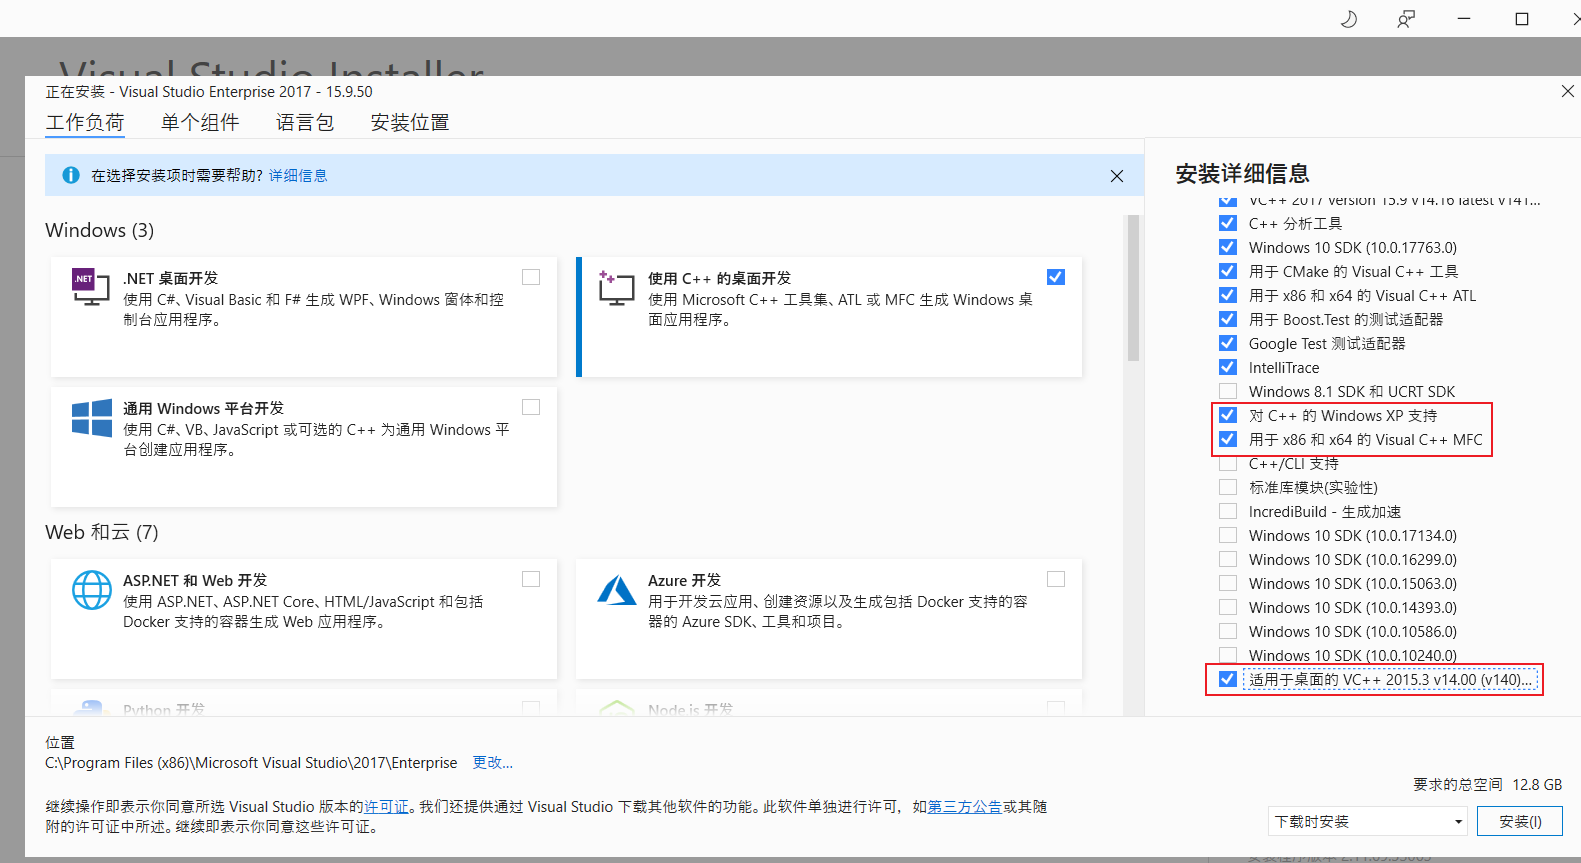 Visual Studio Installer
正在安装 - Visual Studio Enterprise 2017 - 15.9.50
工作负荷 单个组件 语言包 安装位置
在选择安装项时需要帮助? 详细信息
Windows (3)
.NET
.NET 桌面开发
使用 C#、Visual Basic 和 F# 生成 WPF、Windows 窗体和控
制台应用程序。
使用 C++ 的桌面开发
使用 Microsoft C++ 工具集、ATL 或 MFC 生成 Windows 桌
面应用程序。
通用 Windows 平台开发
使用 C#、VB、JavaScript 或可选的 C++ 为通用 Windows 平
台创建应用程序。
Web 和云 (7)
ASP.NET 和 Web 开发
使用 ASP.NET、ASP.NET Core、HTML/JavaScript 和包括
Docker 支持的容器生成 Web 应用程序。
Azure 开发
用于开发云应用、创建资源以及生成包括 Docker 支持的容
器的 Azure SDK、工具和项目。
Python 开发
Node.js 开发
安装详细信息
VC++ 2017 version 15.9 v14.16 latest v141...
C++ 分析工具
Windows 10 SDK (10.0.17763.0)
用于 CMake 的 Visual C++ 工具
用于 x86 和 x64 的 Visual C++ ATL
用于 Boost.Test 的测试适配器
Google Test 测试适配器
IntelliTrace
Windows 8.1 SDK 和 UCRT SDK
对 C++ 的 Windows XP 支持
用于 x86 和 x64 的 Visual C++ MFC
C++/CLI 支持
标准库模块(实验性)
IncrediBuild - 生成加速
Windows 10 SDK (10.0.17134.0)
Windows 10 SDK (10.0.16299.0)
Windows 10 SDK (10.0.15063.0)
Windows 10 SDK (10.0.14393.0)
Windows 10 SDK (10.0.10586.0)
Windows 10 SDK (10.0.10240.0)
适用于桌面的 VC++ 2015.3 v14.00 (v140)...
位置
C:\Program Files (x86)\Microsoft Visual Studio\2017\Enterprise 更改...
继续操作即表示你同意所选 Visual Studio 版本的许可证。我们还提供通过 Visual Studio 下载其他软件的功能。此软件单独进行许可，如第三方公告或其随
附的许可证中所述。继续即表示你同意这些许可证。
要求的总空间 12.8 GB
下载时安装
安装(I)